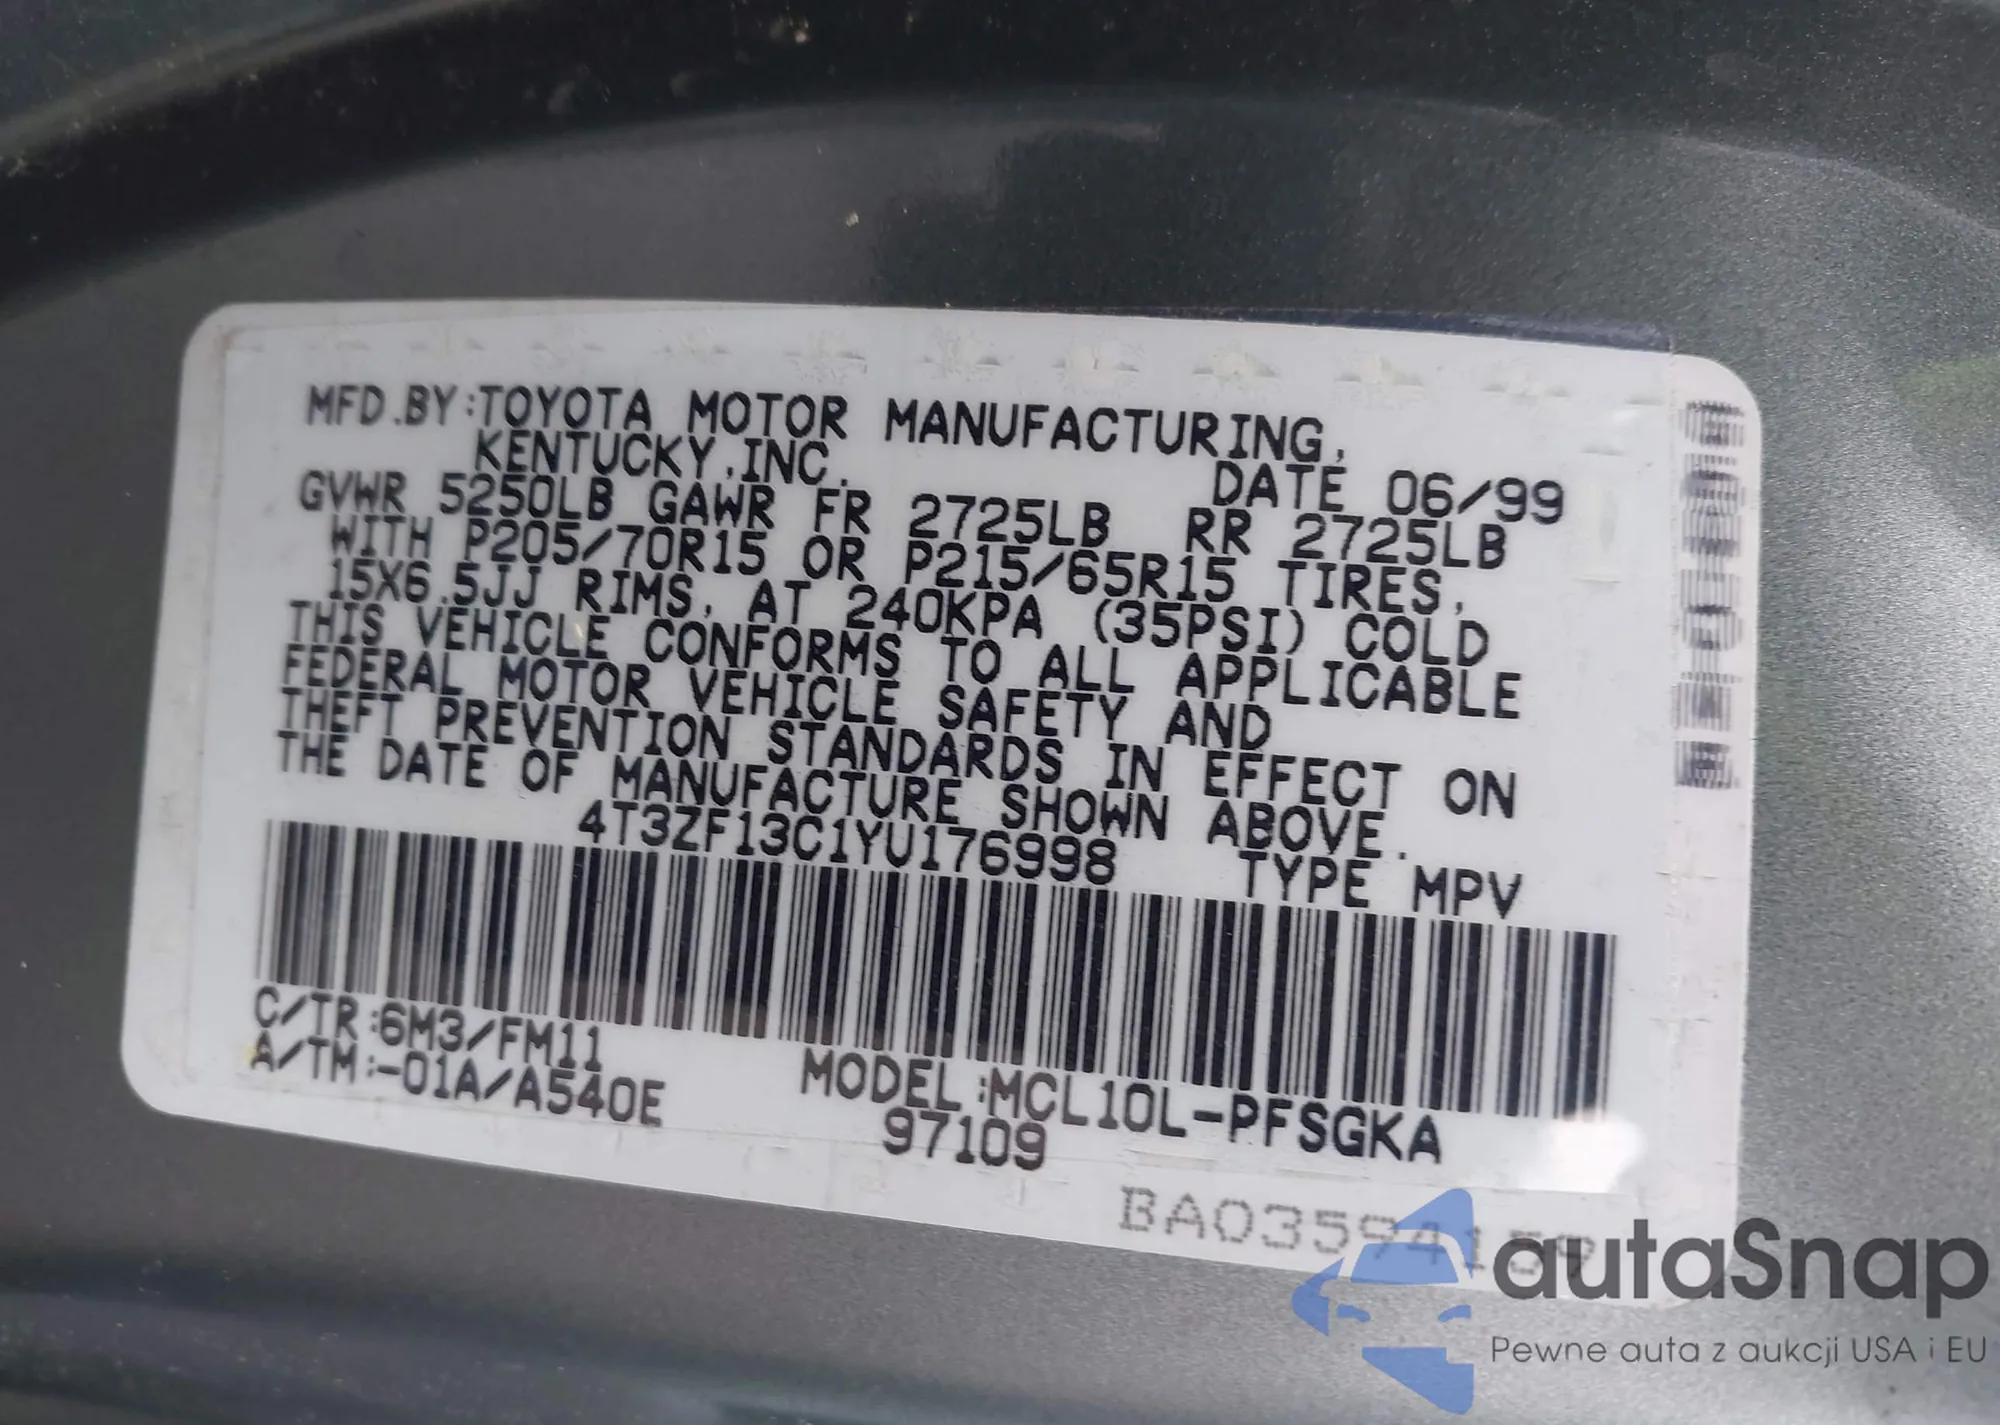 MFD.BY:TOYOTA MOTOR MANUFACTURING,
KENTUCKY,INC. DATE 06/99
GVWR 5250LB GAWR FR 2725LB RR 2725LB
WITH P205/70R15 OR P215/65R15 TIRES,
15X6.5JJ RIMS, AT 240KPA (35PSI) COLD
THIS VEHICLE CONFORMS TO ALL APPLICABLE
FEDERAL MOTOR VEHICLE SAFETY AND
THEFT PREVENTION STANDARDS IN EFFECT ON
THE DATE OF MANUFACTURE SHOWN ABOVE.
4T3ZF13C1YU176998 TYPE MPV
C/TR:6M3/FM11
A/TM:-01A/A540E
MODEL:MCL10L-PFSGKA
97109
BA03594159
autaSnap
Pewne auta z aukcji USA i EU